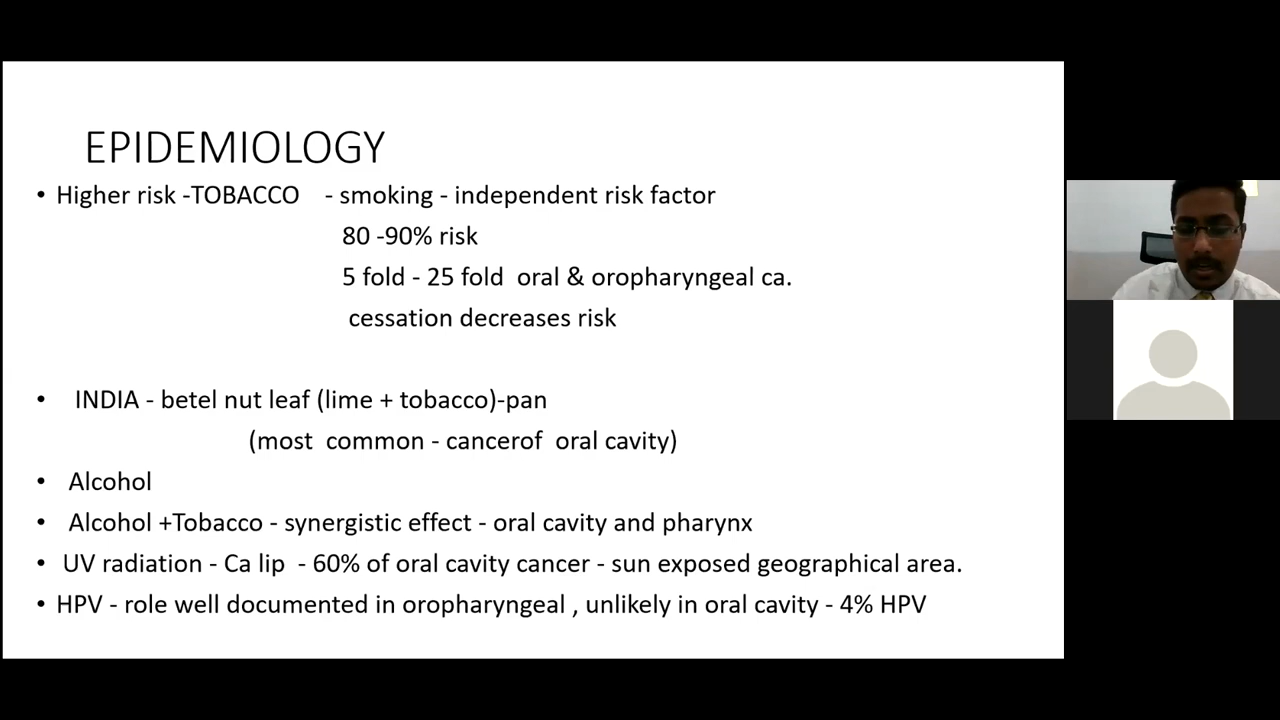 EPIDEMIOLOGY
• Higher risk -TOBACCO - smoking - independent risk factor
80 -90% risk
5 fold - 25 fold oral & oropharyngeal ca.
cessation decreases risk
• INDIA - betel nut leaf (lime + tobacco)-pan
(most common - cancerof oral cavity)
• Alcohol
• Alcohol +Tobacco - synergistic effect - oral cavity and pharynx
• UV radiation - Ca lip - 60% of oral cavity cancer - sun exposed geographical area.
• HPV - role well documented in oropharyngeal , unlikely in oral cavity - 4% HPV